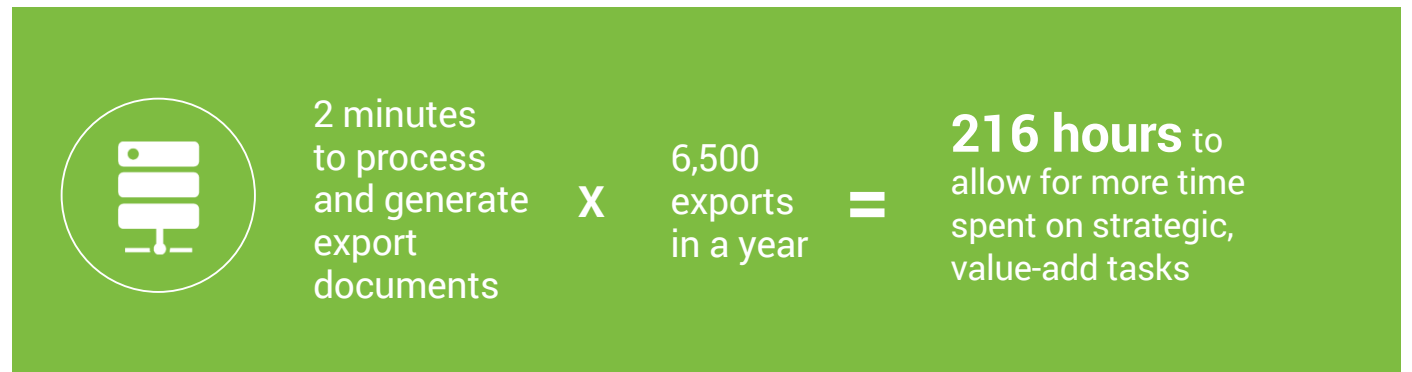 2 minutes
to process
and generate
export
documents
X
6,500
exports
in a year
=
216 hours to
allow for more time
spent on strategic,
value-add tasks